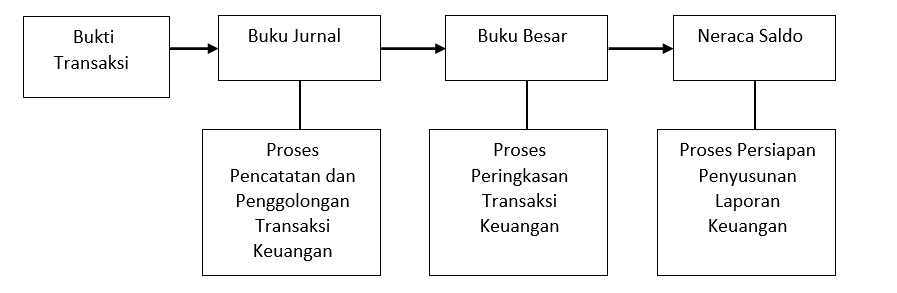 Bukti
Transaksi
Buku Jurnal
Buku Besar
Neraca Saldo
Proses
Pencatatan dan
Penggolongan
Transaksi
Keuangan
Proses
Peringkasan
Transaksi
Keuangan
Proses Persiapan
Penyusunan
Laporan
Keuangan